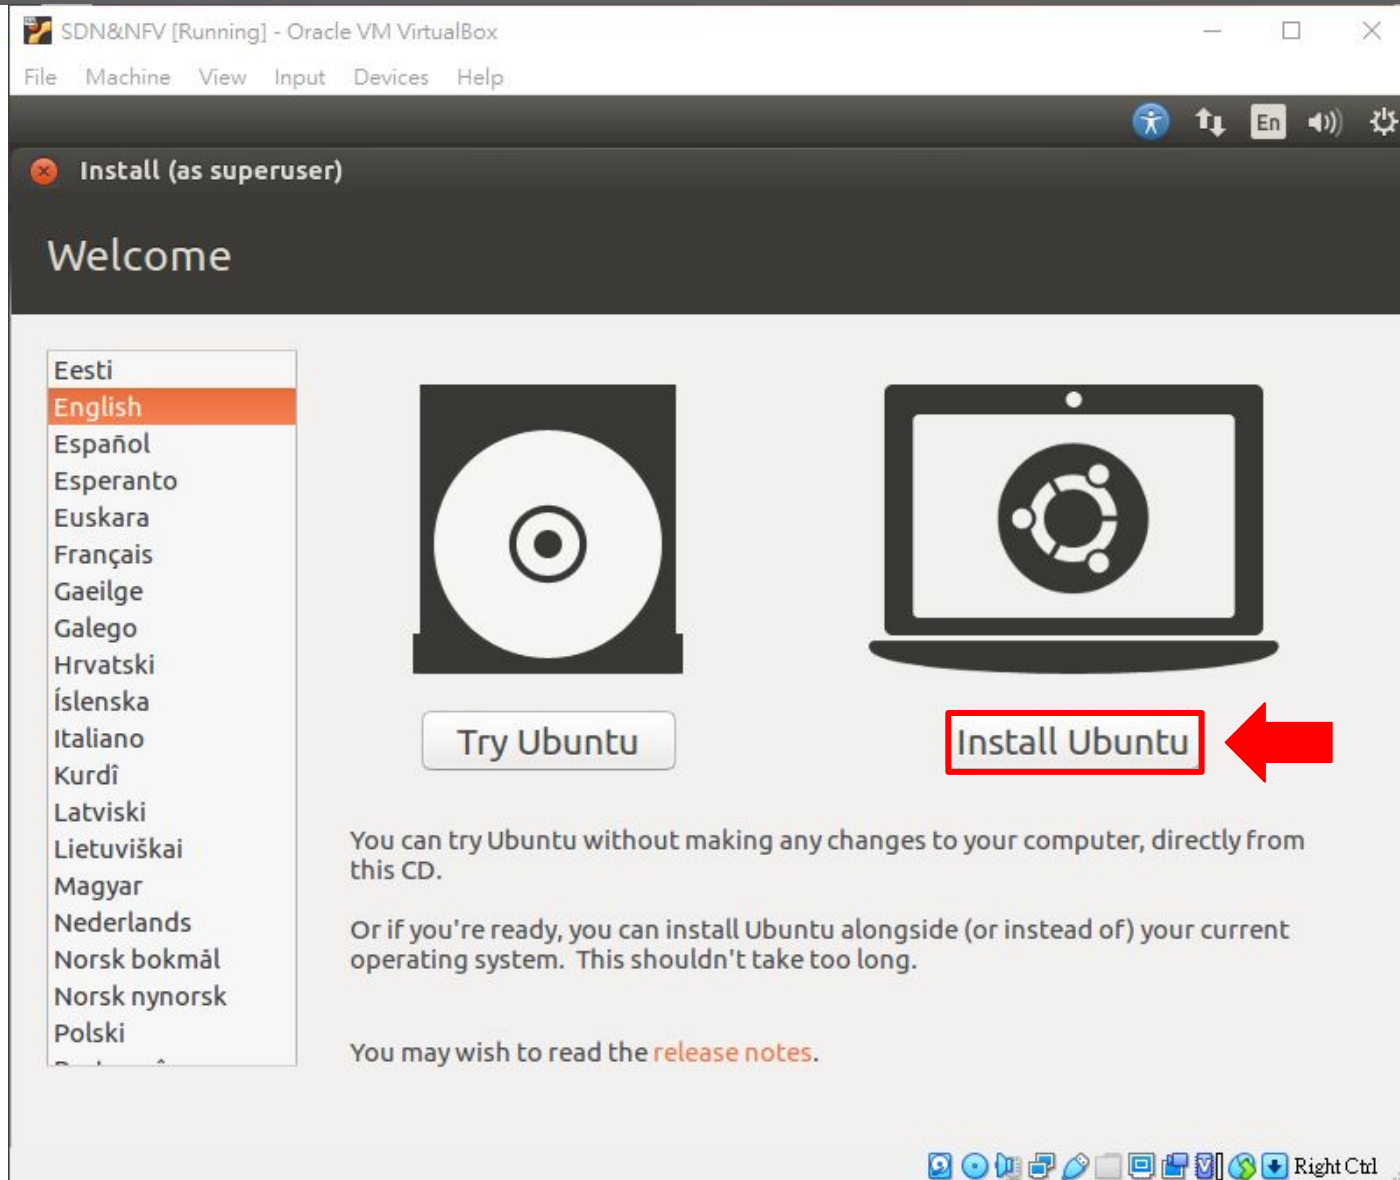 SDN&NFV [Running] - Oracle VM VirtualBox
File Machine View Input Devices Help
En
Install (as superuser)
Welcome
Eesti
English
Español
Esperanto
Euskara
Français
Gaeilge
Galego
Hrvatski
Íslenska
Italiano
Kurdî
Latviski
Lietuviškai
Magyar
Nederlands
Norsk bokmål
Norsk nynorsk
Polski
Try Ubuntu
Install Ubuntu
You can try Ubuntu without making any changes to your computer, directly from
this CD.
Or if you're ready, you can install Ubuntu alongside (or instead of) your current
operating system. This shouldn't take too long.
You may wish to read the release notes.
Right Ctrl